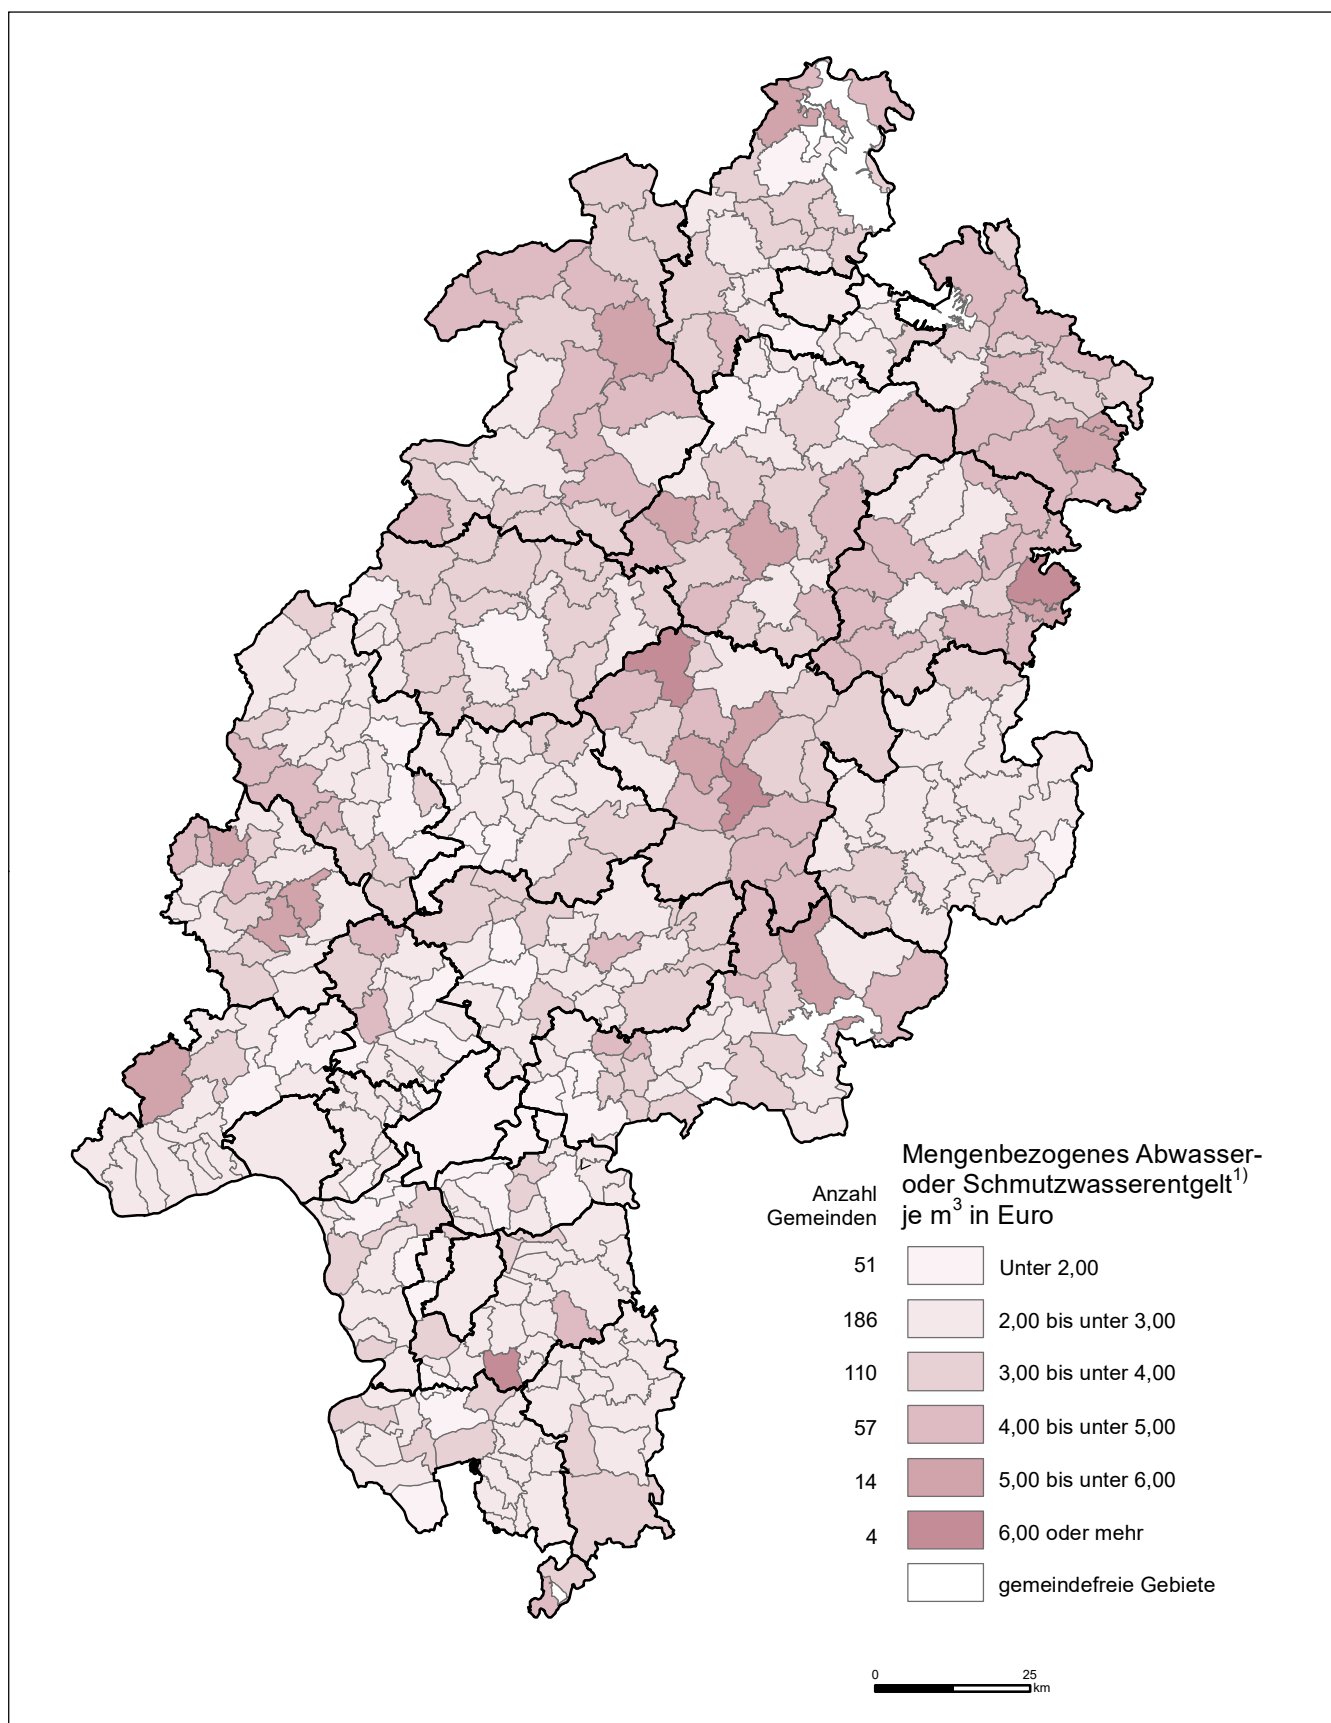 Mengenbezogenes Abwasser-
oder Schmutzwasserentgelt1)
je m3 in Euro
Anzahl
Gemeinden
51 Unter 2,00
186 2,00 bis unter 3,00
110 3,00 bis unter 4,00
57 4,00 bis unter 5,00
14 5,00 bis unter 6,00
4 6,00 oder mehr
gemeindefreie Gebiete
0 25
km